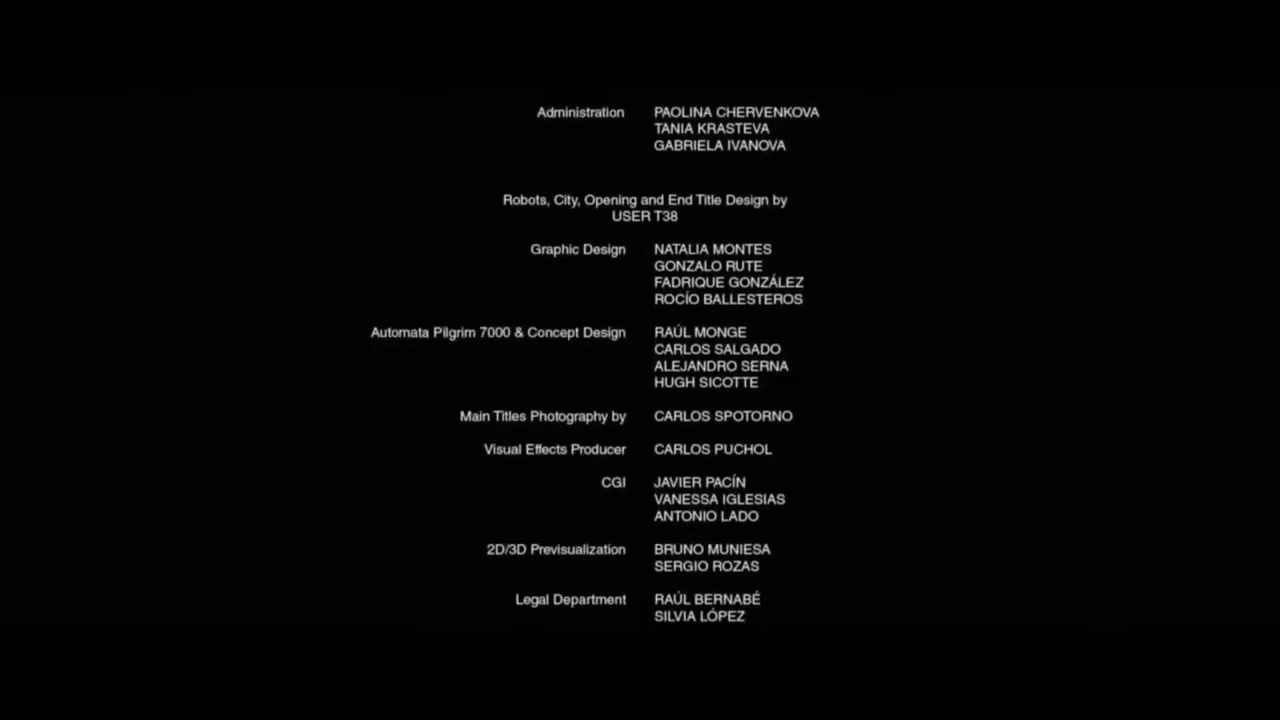 Administration PAOLINA CHERVENKOVA
TANIA KRASTEVA
GABRIELA IVANOVA
Robots, City, Opening and End Title Design by
USER T38
Graphic Design NATALIA MONTES
GONZALO RUTE
FADRIQUE GONZÁLEZ
ROCÍO BALLESTEROS
Automata Pilgrim 7000 & Concept Design RAÚL MONGE
CARLOS SALGADO
ALEJANDRO SERNA
HUGH SICOTTE
Main Titles Photography by CARLOS SPOTORNO
Visual Effects Producer CARLOS PUCHOL
CGI JAVIER PACÍN
VANESSA IGLESIAS
ANTONIO LADO
2D/3D Previsualization BRUNO MUNIESA
SERGIO ROZAS
Legal Department RAÚL BERNABÉ
SILVIA LÓPEZ